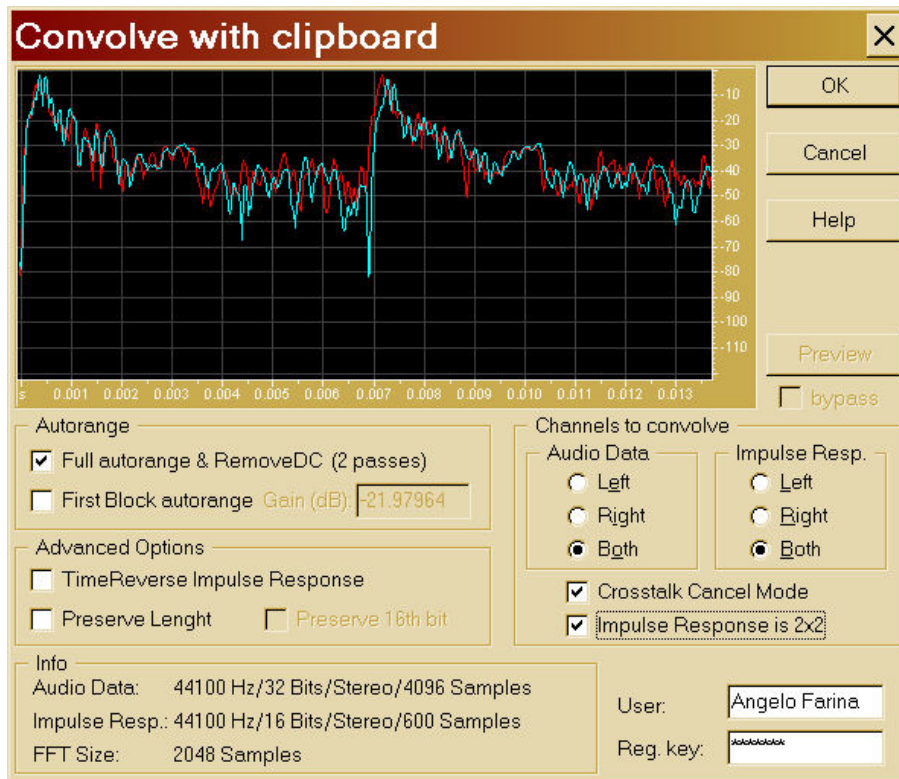 Convolve with clipboard
OK
Cancel
Help
Preview
bypass
-10
-20
-30
-40
-50
-60
-70
-80
-90
-100
-110
s 0.001 0.002 0.003 0.004 0.005 0.006 0.007 0.008 0.009 0.010 0.011 0.012 0.013
Autorange
Full autorange & RemoveDC (2 passes)
First Block autorange Gain (dB): -21.97964
Advanced Options
TimeReverse Impulse Response
Preserve Lenght Preserve 16th bit
Channels to convolve
Audio Data
Left
Right
Both
Impulse Resp.
Left
Right
Both
Crosstalk Cancel Mode
Impulse Response is 2x2
Info
Audio Data: 44100 Hz/32 Bits/Stereo/4096 Samples
Impulse Resp.: 44100 Hz/16 Bits/Stereo/600 Samples
FFT Size: 2048 Samples
User: Angelo Farina
Reg. key: ********